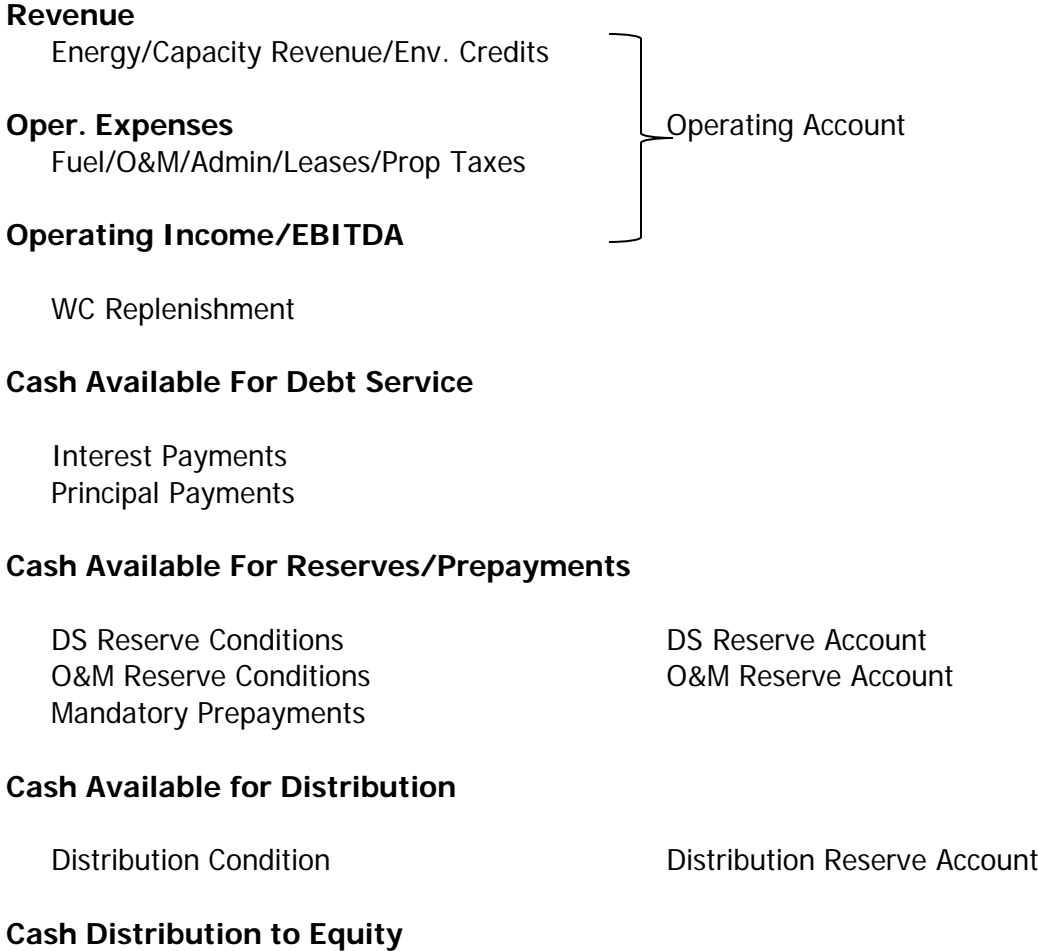 Revenue
Energy/Capacity Revenue/Env. Credits
Oper. Expenses
Operating Account
Fuel/O&M/Admin/Leases/Prop Taxes
Operating Income/EBITDA
WC Replenishment
Cash Available For Debt Service
Interest Payments
Principal Payments
Cash Available For Reserves/Prepayments
DS Reserve Conditions
DS Reserve Account
O&M Reserve Conditions
O&M Reserve Account
Mandatory Prepayments
Cash Available for Distribution
Distribution Condition
Distribution Reserve Account
Cash Distribution to Equity